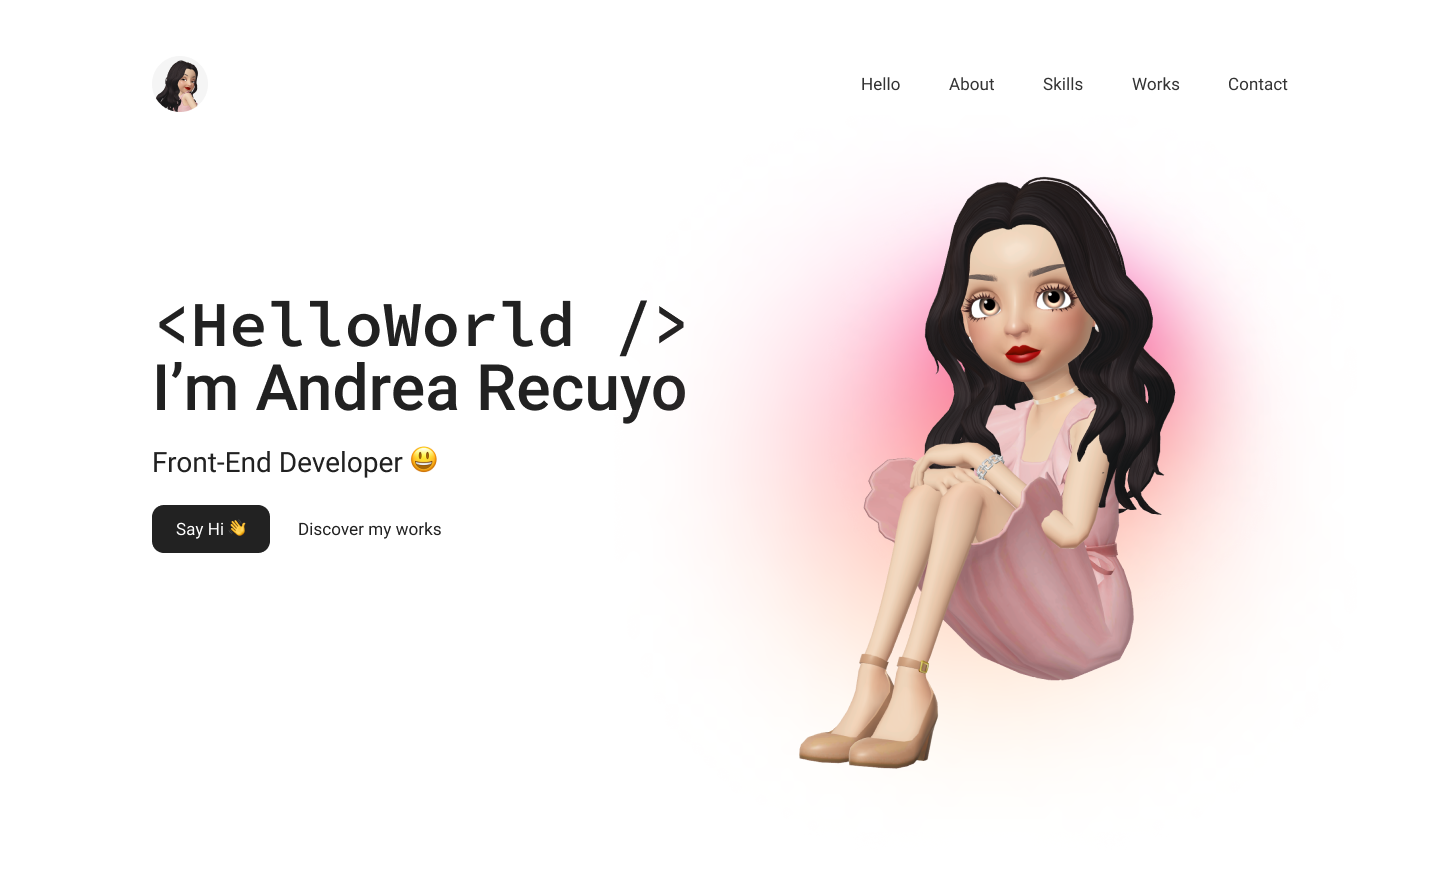 Hello About Skills Works Contact
<HelloWorld />
I’m Andrea Recuyo
Front-End Developer 😃
Say Hi 👋 Discover my works